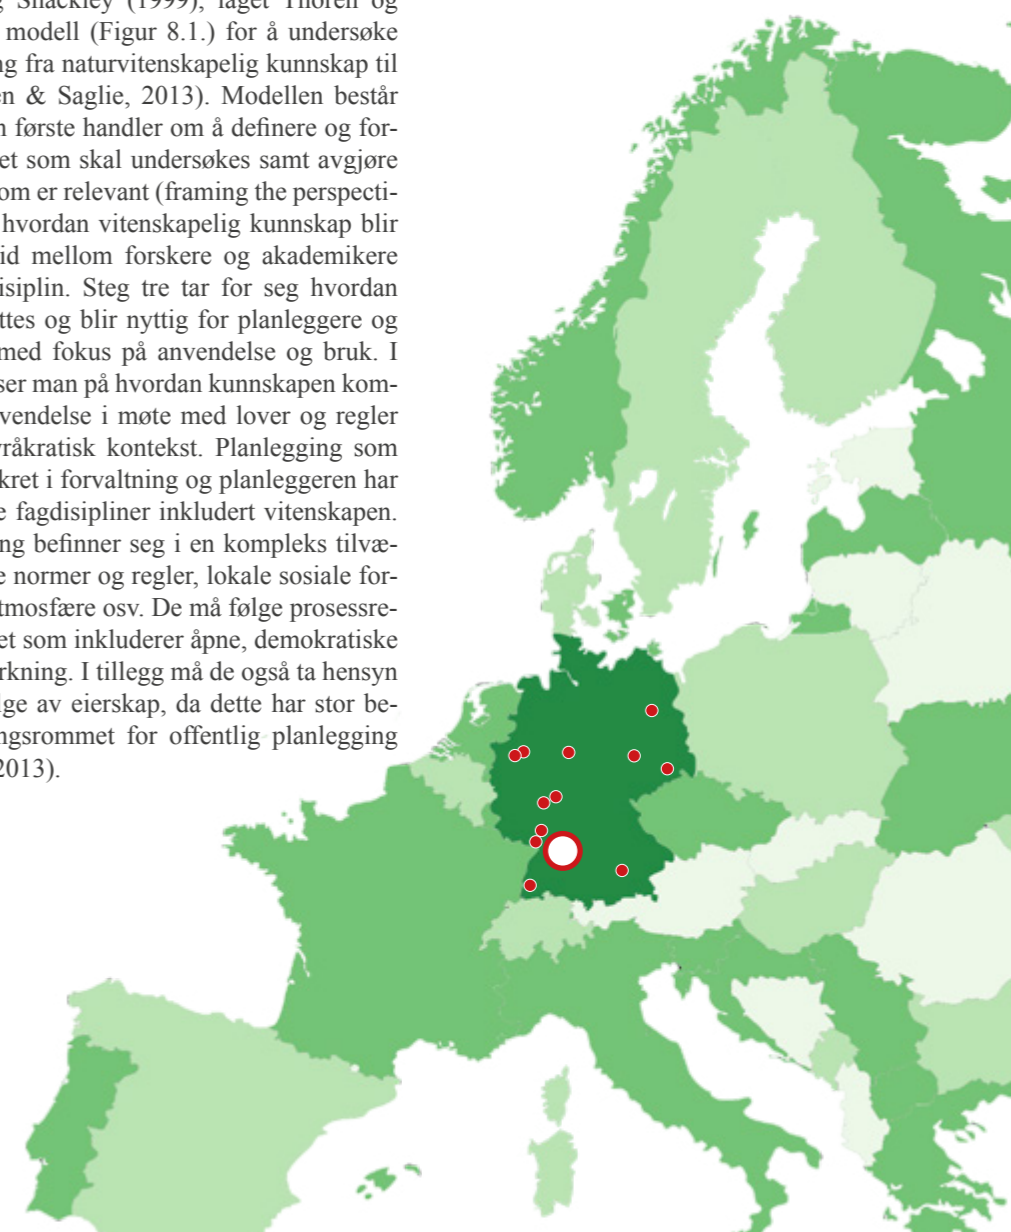 Shackley (1999), laget Thorén og
modell (Figur 8.1.) for å undersøke
ng fra naturvitenskapelig kunnskap til
en & Saglie, 2013). Modellen består
n første handler om å definere og for-
et som skal undersøkes samt avgjøre
om er relevant (framing the perspecti-
hvordan vitenskapelig kunnskap blir
id mellom forskere og akademikere
isiplin. Steg tre tar for seg hvordan
ttes og blir nyttig for planleggere og
med fokus på anvendelse og bruk. I
ser man på hvordan kunnskapen kom-
vendelse i møte med lover og regler
yråkratisk kontekst. Planlegging som
kret i forvaltning og planleggeren har
e fagdisipliner inkludert vitenskapen.
ng befinner seg i en kompleks tilvæ-
e normer og regler, lokale sosiale for-
tmosfære osv. De må følge prosessre-
et som inkluderer åpne, demokratiske
rkning. I tillegg må de også ta hensyn
lge av eierskap, da dette har stor be-
ngsrommet for offentlig planlegging
2013).